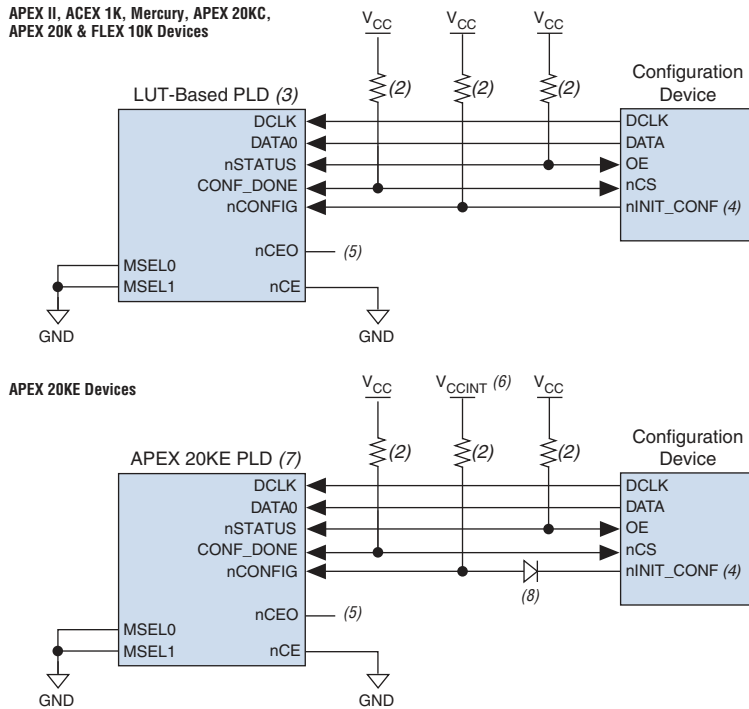 APEX II, ACEX 1K, Mercury, APEX 20KC,
APEX 20K & FLEX 10K Devices
VCC
VCC
VCC
(2)
(2)
(2)
LUT-Based PLD (3)
Configuration
Device
DCLK
DATA0
nSTATUS
CONF_DONE
nCONFIG
nCEO
(5)
MSEL0
MSEL1
nCE
DCLK
DATA
OE
nCS
nINIT_CONF (4)
GND
GND
APEX 20KE Devices
VCC
VCCINT (6)
VCC
(2)
(2)
(2)
APEX 20KE PLD (7)
Configuration
Device
DCLK
DATA0
nSTATUS
CONF_DONE
nCONFIG
nCEO
(5)
MSEL0
MSEL1
nCE
(8)
DCLK
DATA
OE
nCS
nINIT_CONF (4)
GND
GND